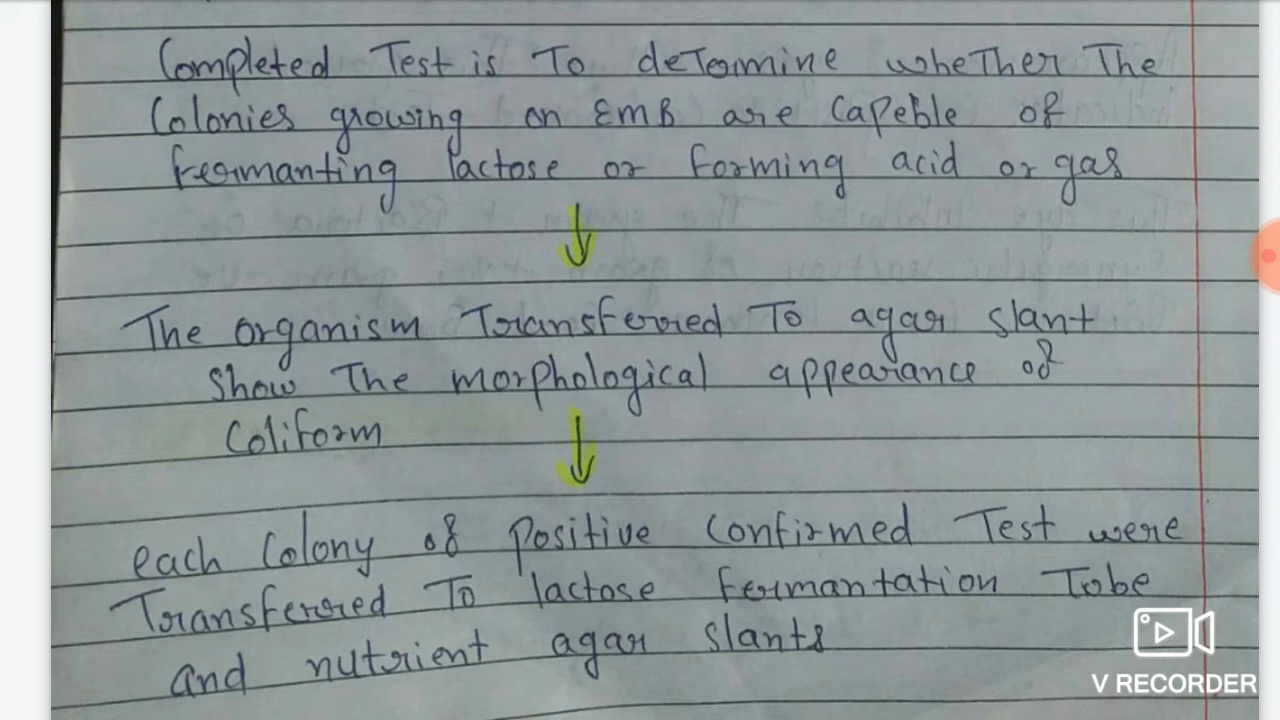 Completed Test is To determine whether The
Colonies growing on EMB are capeble of
fermanting lactose or forming acid or gas
The organism Transferred To agar slant
show The morphological appearance of
Coliform
each Colony of positive confirmed Test were
Transferred To lactose fermantation Tobe
and nutrient agar slants
V RECORDER